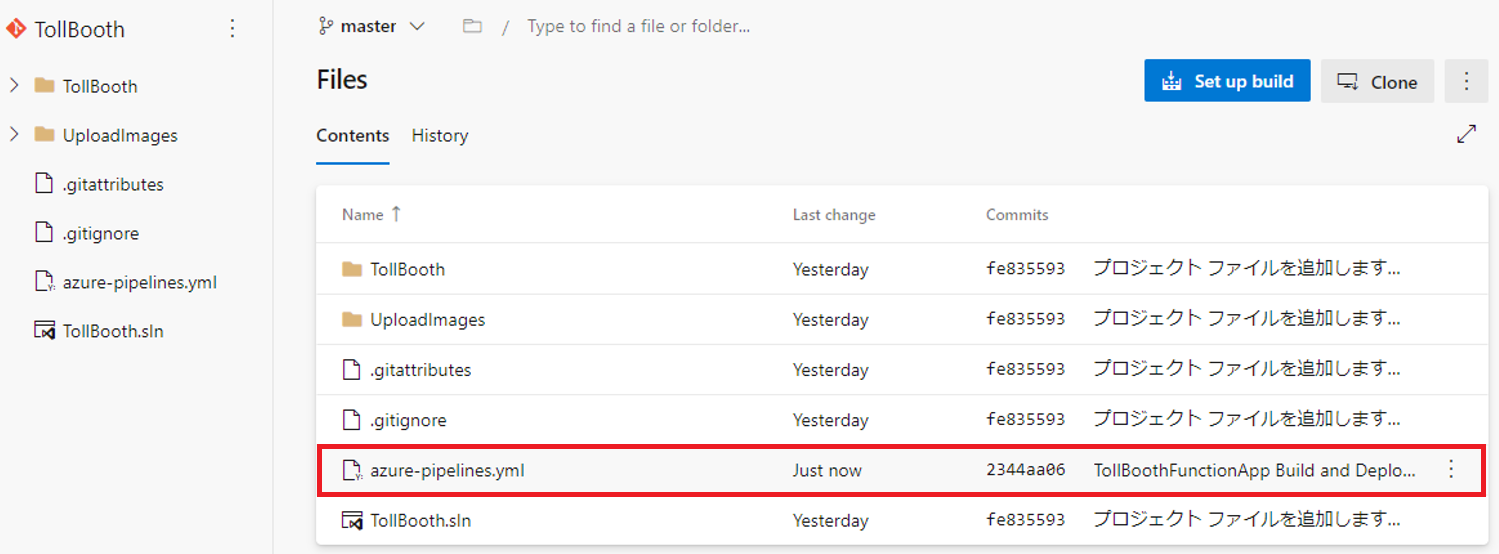 TollBooth
TollBooth
UploadImages
.gitattributes
.gitignore
azure-pipelines.yml
TollBooth.sln
master / Type to find a file or folder...
Files
Set up build
Clone
Contents History
Name ↑ Last change Commits
TollBooth Yesterday fe835593 プロジェクト ファイルを追加します...
UploadImages Yesterday fe835593 プロジェクト ファイルを追加します...
.gitattributes Yesterday fe835593 プロジェクト ファイルを追加します...
.gitignore Yesterday fe835593 プロジェクト ファイルを追加します...
azure-pipelines.yml Just now 2344aa06 TollBoothFunctionApp Build and Deplo...
TollBooth.sln Yesterday fe835593 プロジェクト ファイルを追加します...